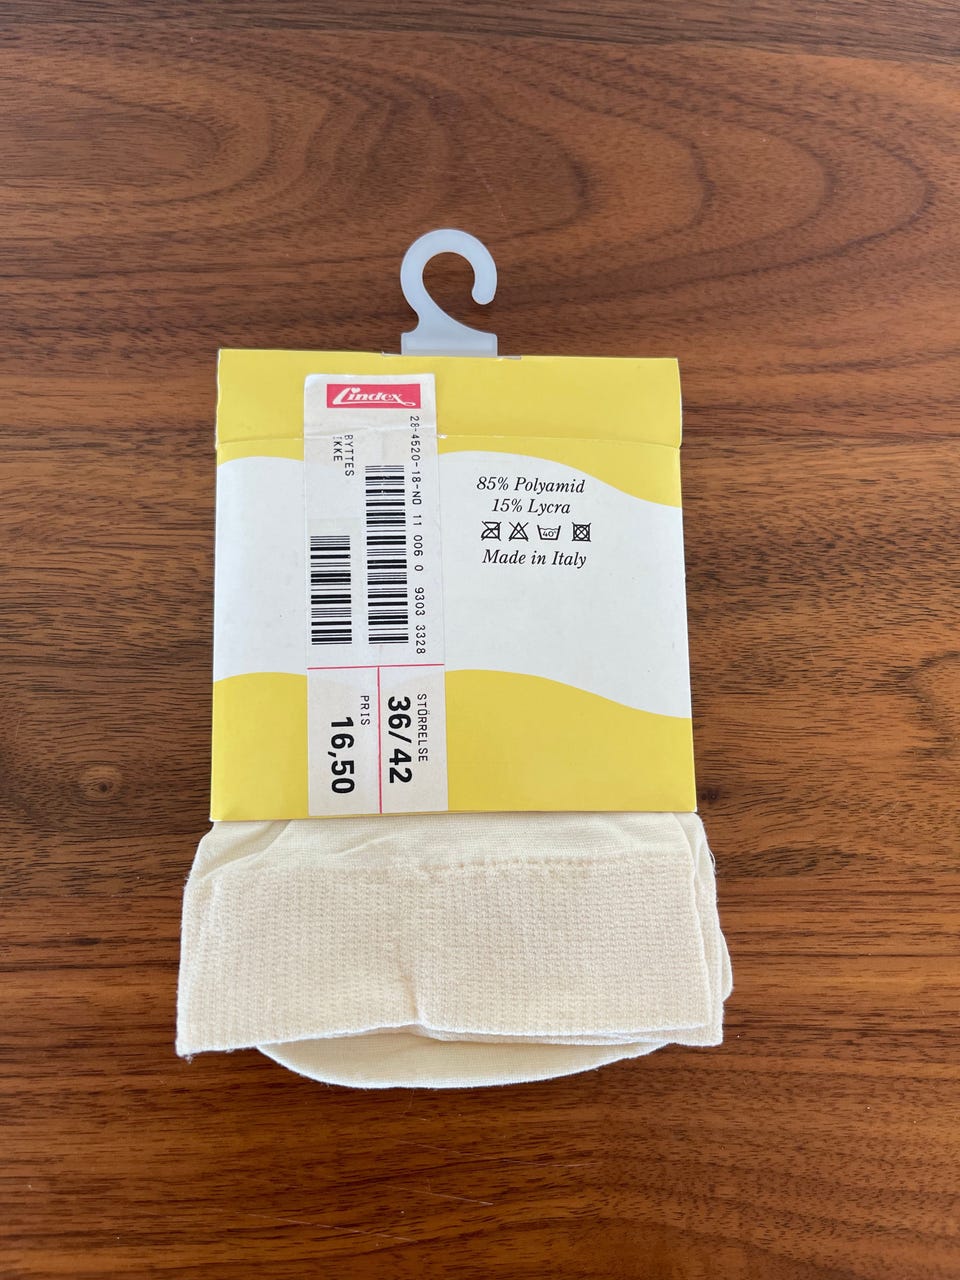 Lindex
28-4520-18-NO 11 006 0 9303 3328
BYTTES
IKKE
STÖRRELSE
36/42
PRIS
16,50
85% Polyamid
15% Lycra
40°
Made in Italy